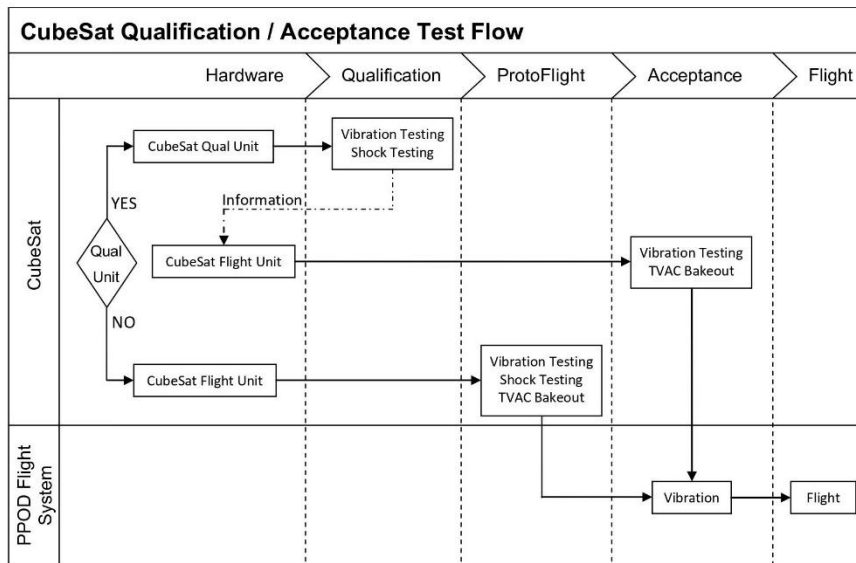 CubeSat Qualification / Acceptance Test Flow
Hardware
Qualification
ProtoFlight
Acceptance
Flight
CubeSat
YES
Qual
Unit
NO
CubeSat Qual Unit
Vibration Testing
Shock Testing
Information
CubeSat Flight Unit
Vibration Testing
TVAC Bakeout
CubeSat Flight Unit
Vibration Testing
Shock Testing
TVAC Bakeout
PPOD Flight
System
Vibration
Flight